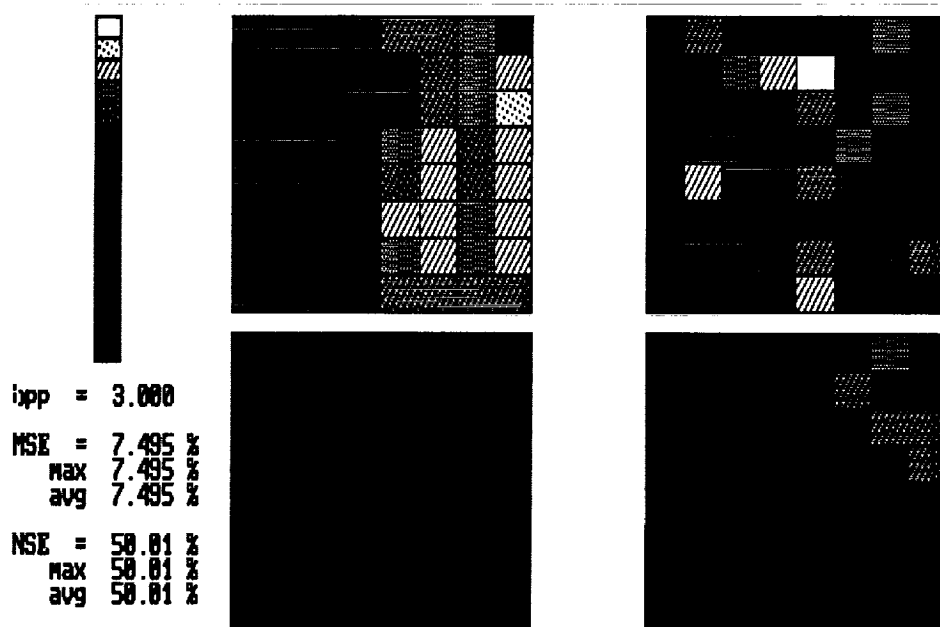 bpp = 3.000
MSE = 7.495 %
max 7.495 %
avg 7.495 %
NSE = 50.01 %
max 50.01 %
avg 50.01 %